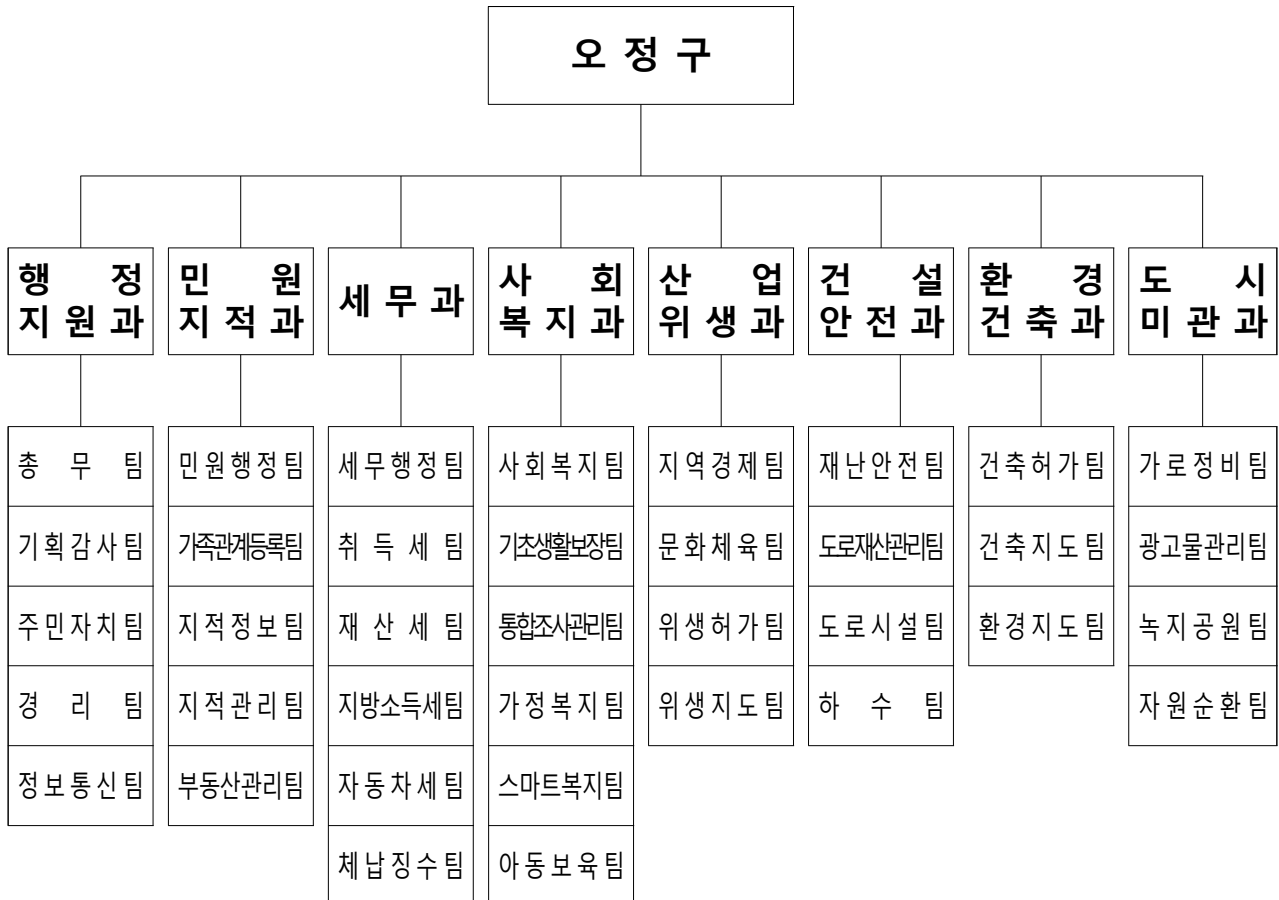 오 정 구
행 정
지 원 과
민 원
지 적 과
세 무 과
사 회
복 지 과
산 업
위 생 과
건 설
안 전 과
환 경
건 축 과
도 시
미 관 과
총 무 팀
기획감사팀
주민자치팀
경 리 팀
정보통신팀
민원행정팀
가족관계등록팀
지적정보팀
지적관리팀
부동산관리팀
세무행정팀
취 득 세 팀
재 산 세 팀
지방소득세팀
자동차세팀
체납징수팀
사회복지팀
기초생활보장팀
통합조사관리팀
가정복지팀
스마트복지팀
아동보육팀
지역경제팀
문화체육팀
위생허가팀
위생지도팀
재난안전팀
도로재산관리팀
도로시설팀
하 수 팀
건축허가팀
건축지도팀
환경지도팀
가로정비팀
광고물관리팀
녹지공원팀
자원순환팀